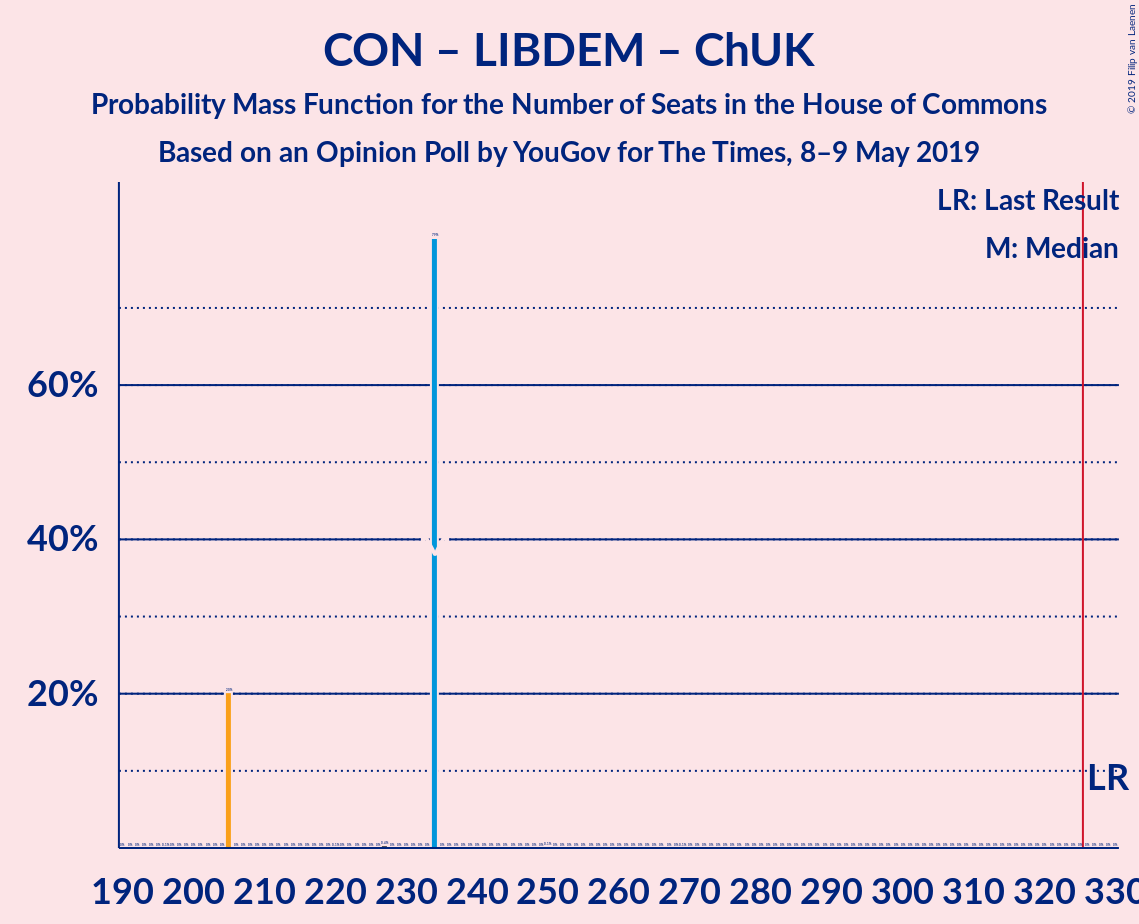 CON – LIBDEM – ChUK
Probability Mass Function for the Number of Seats in the House of Commons
Based on an Opinion Poll by YouGov for The Times, 8–9 May 2019
© 2019 Filip van Laenen
LR: Last Result
M: Median
79%
60%
40%
20%
20%
LR
190 200 210 220 230 240 250 260 270 280 290 300 310 320 330